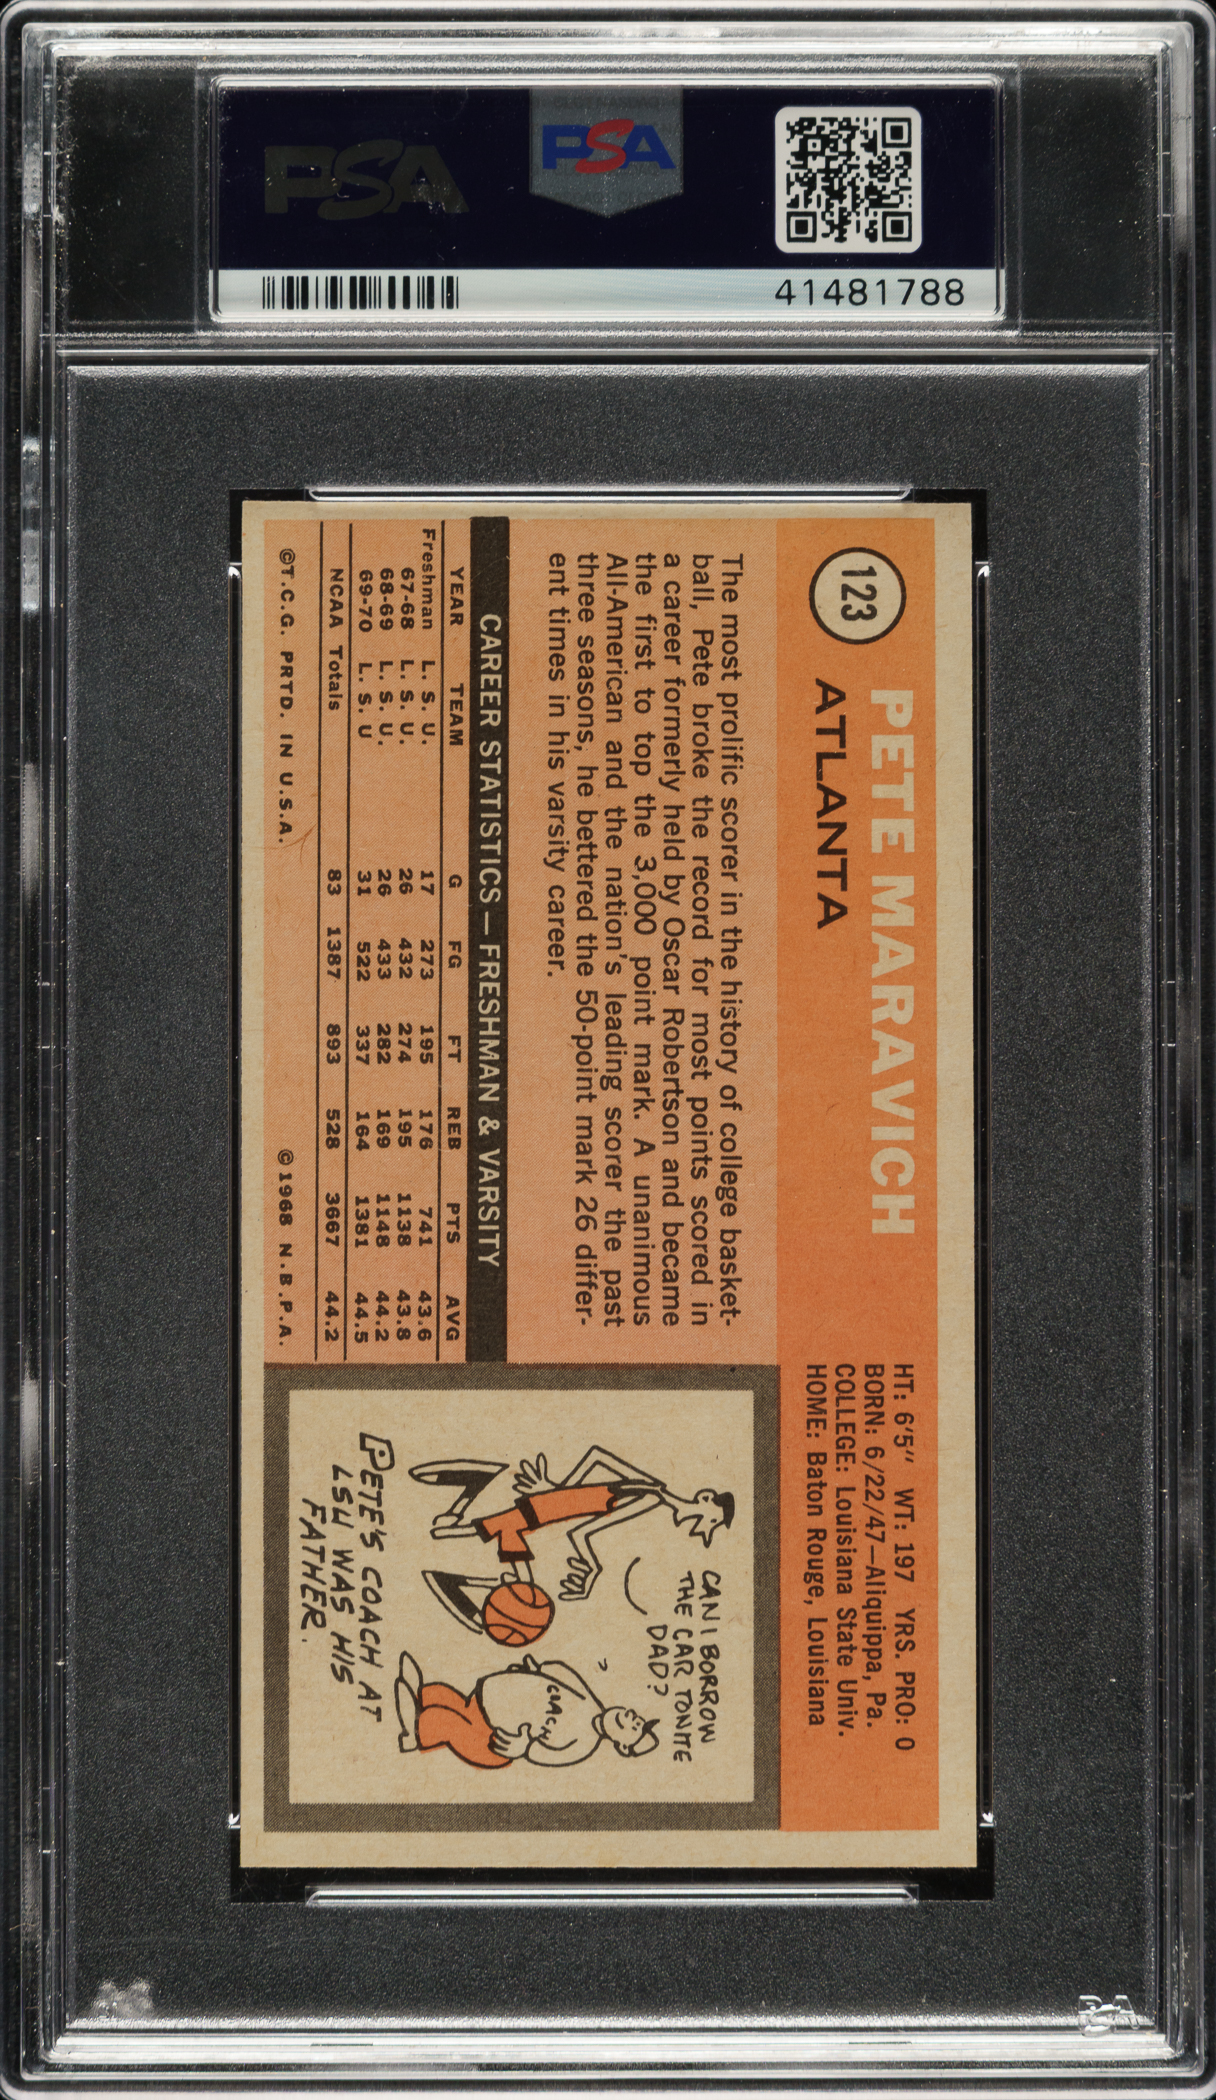 PSA
PSA
41481788
123
PETE MARAVICH
ATLANTA
HT: 6'5" WT: 197 YRS. PRO: 0
BORN: 6/22/47—Aliquippa, Pa.
COLLEGE: Louisiana State Univ.
HOME: Baton Rouge, Louisiana
The most prolific scorer in the history of college basket-
ball, Pete broke the record for most points scored in
a career formerly held by Oscar Robertson and became
the first to top the 3,000 point mark. A unanimous
All-American and the nation's leading scorer the past
three seasons, he bettered the 50-point mark 26 differ-
ent times in his varsity career.
CAREER STATISTICS—FRESHMAN & VARSITY
YEAR TEAM G FG FT REB PTS AVG
Freshman L. S. U. 17 273 195 176 741 43.6
67-68 L. S. U. 26 432 274 195 1138 43.8
68-69 L. S. U. 26 433 282 169 1148 44.2
69-70 L. S. U 31 522 337 164 1381 44.5
NCAA Totals 83 1387 893 528 3667 44.2
©T.C.G. PRTD. IN U.S.A. ©1968 N.B.P.A.
CAN I BORROW
THE CAR TONITE
DAD?
COACH
PETE'S COACH AT
LSU WAS HIS
FATHER.
PSA